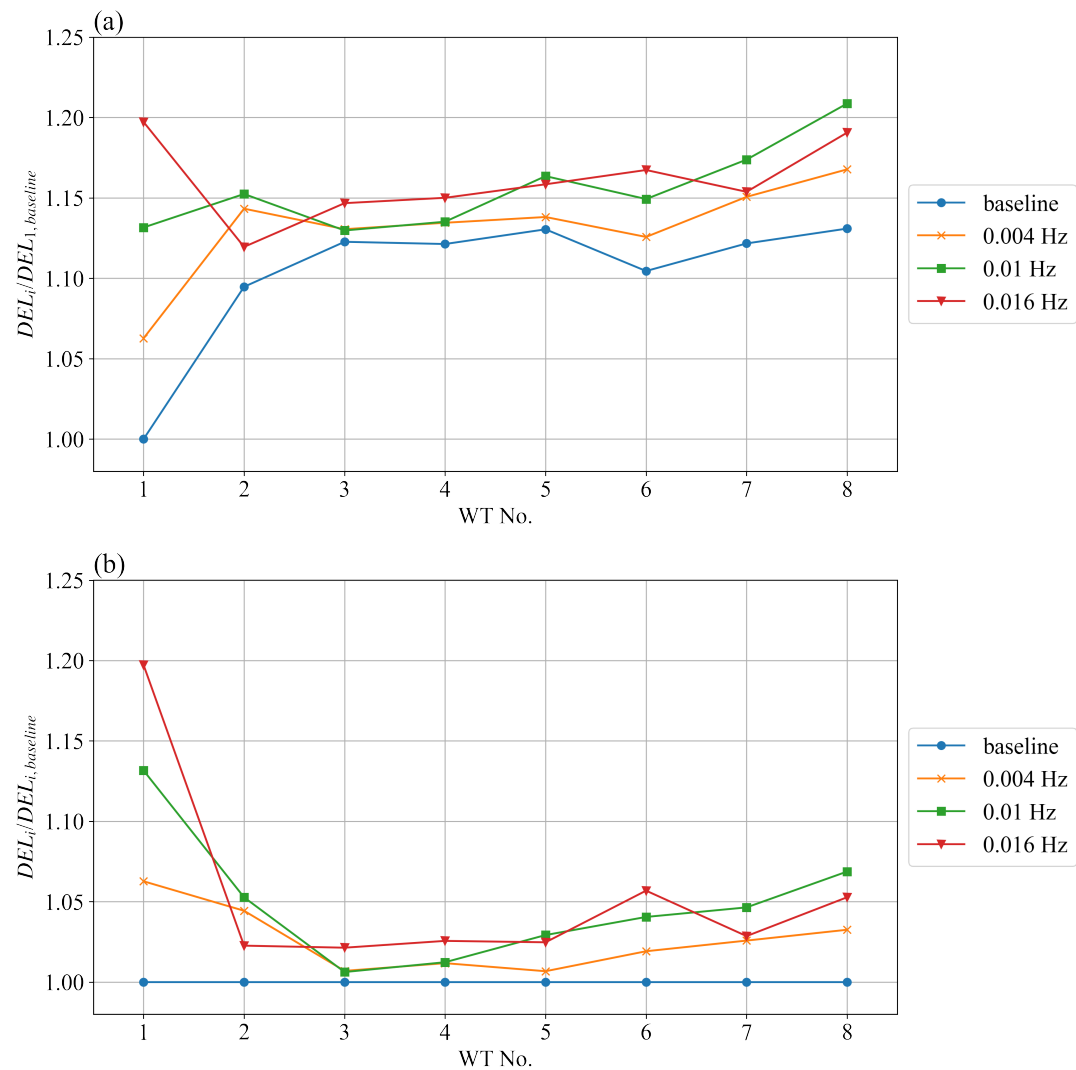 (a)
1.25
1.20
1.15
1.10
1.05
1.00
DEL_i/DEL_{1,baseline}
1 2 3 4 5 6 7 8
WT No.
baseline
0.004 Hz
0.01 Hz
0.016 Hz
(b)
1.25
1.20
1.15
1.10
1.05
1.00
DEL_i/DEL_{i,baseline}
1 2 3 4 5 6 7 8
WT No.
baseline
0.004 Hz
0.01 Hz
0.016 Hz